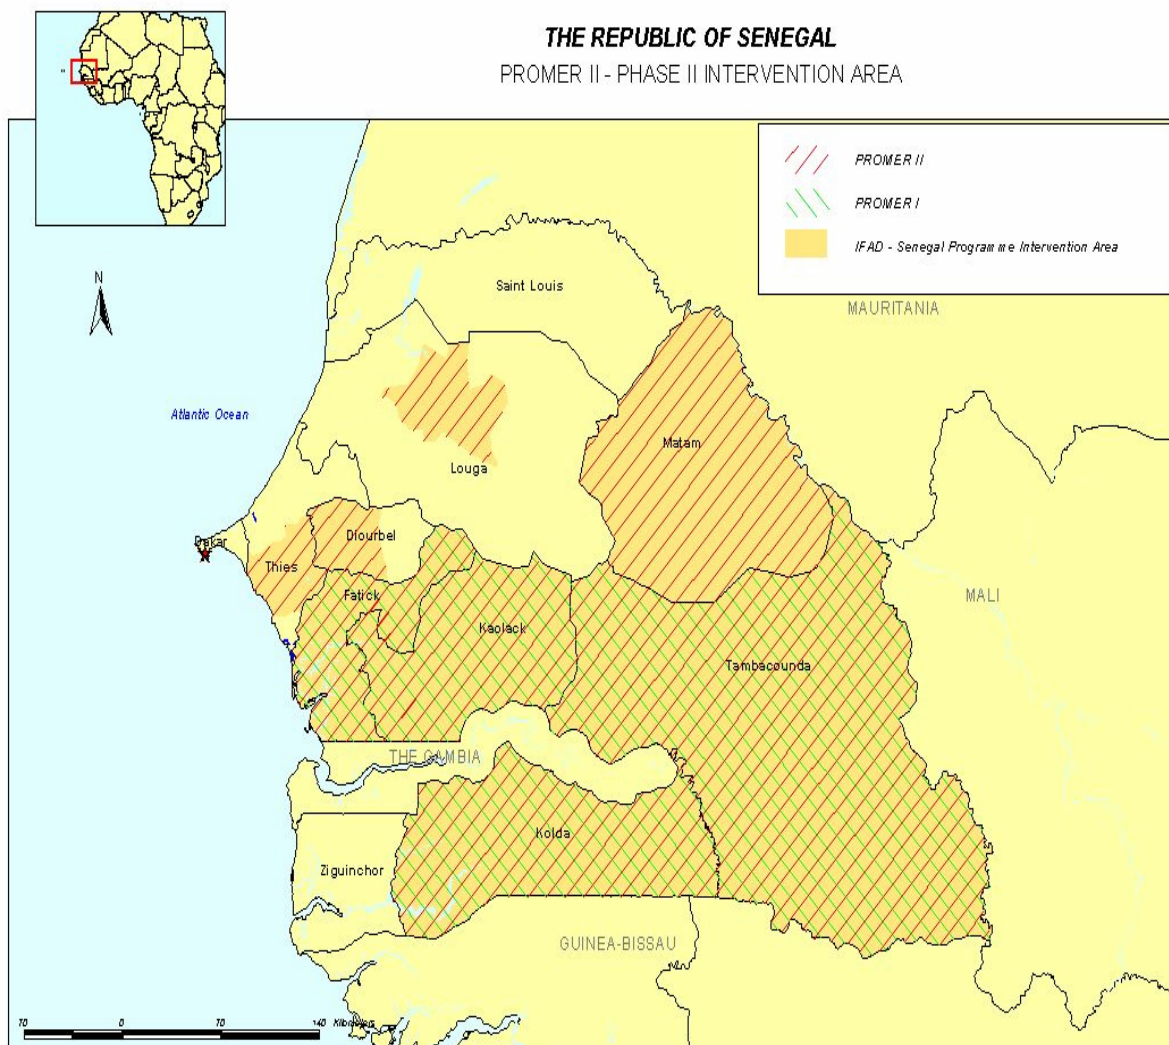 THE REPUBLIC OF SENEGAL
PROMER II - PHASE II INTERVENTION AREA
PROMER II
PROMER I
IFAD - Senegal Programme Intervention Area
N
MAURITANIA
Saint Louis
Atlantic Ocean
Matam
Louga
Dakar
Diourbel
Thies
Fatick
MALI
Kaolack
Tambacounda
THE GAMBIA
Kolda
Ziguinchor
GUINEA-BISSAU
70 0 70 140 Kilometers